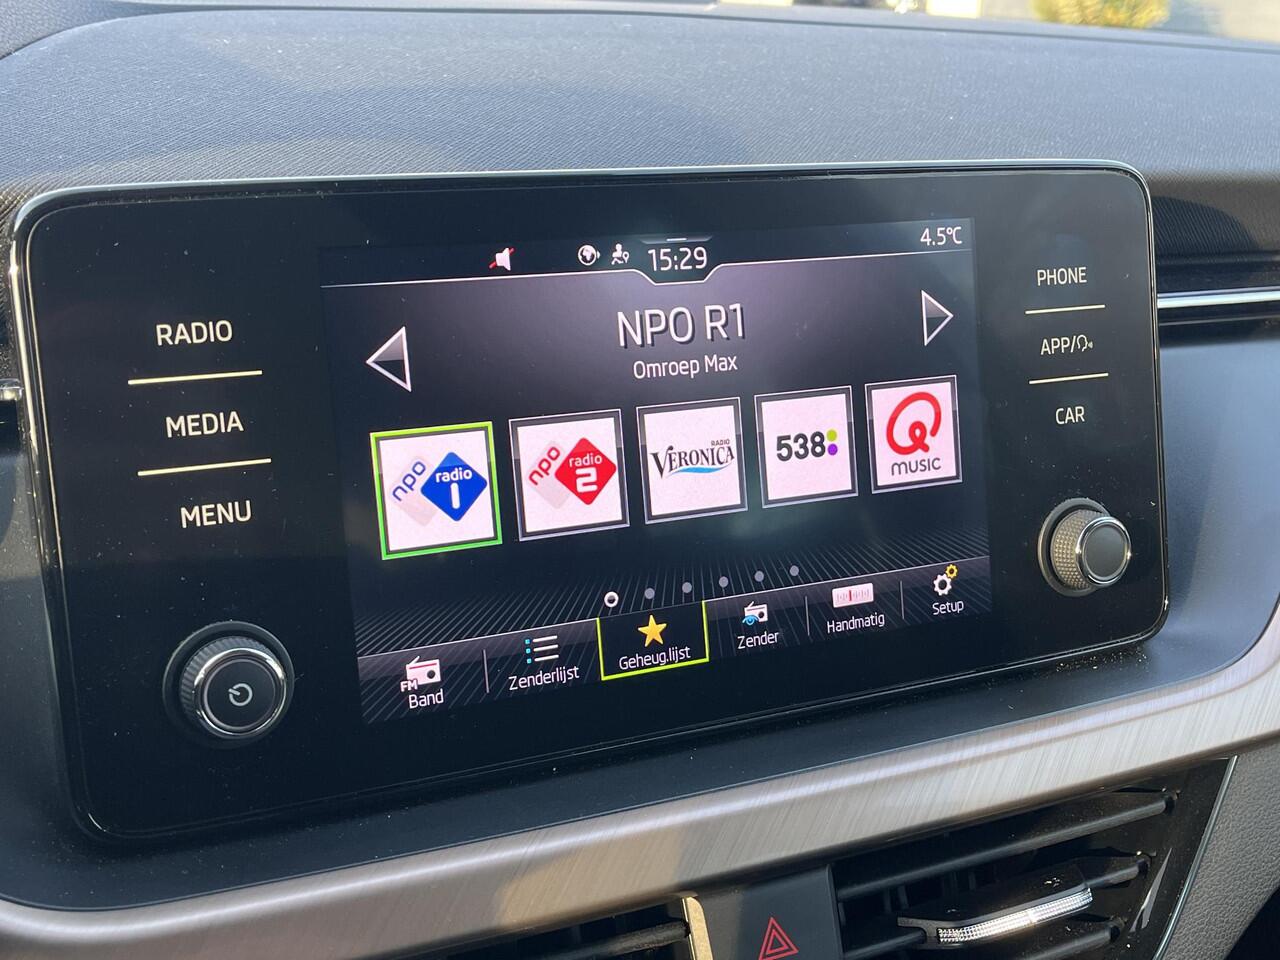 4.5°C
15:29
NPO R1
Omroep Max
RADIO
MEDIA
MENU
PHONE
APP/
CAR
npo radio 1
npo radio 2
RADIO
VERONICA
538
MUSIC
FM
Band
Zenderlijst
Geheug.lijst
Zender
Handmatig
Setup